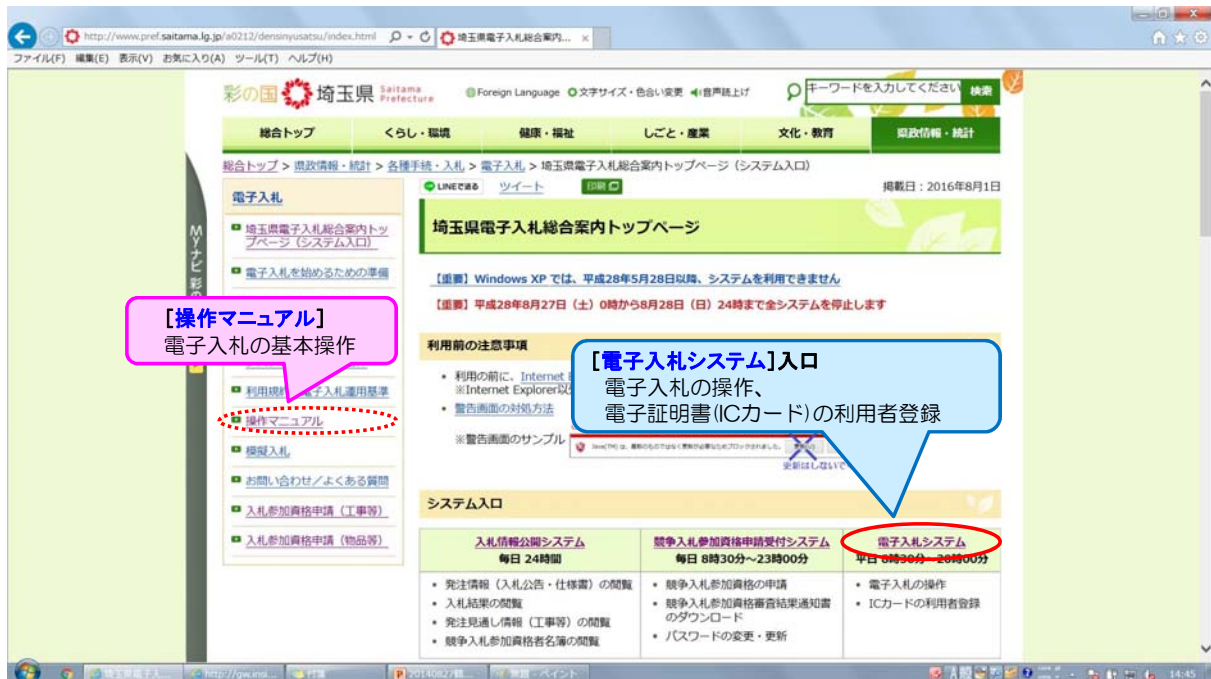 http://www.pref.saitama.lg.jp/a0212/densinyusatsu/index.html
埼玉県電子入札総合案内...
ファイル(F) 編集(E) 表示(V) お気に入り(A) ツール(T) ヘルプ(H)
彩の国 埼玉県 Saitama Prefecture
Foreign Language 文字サイズ・色合い変更 音声読上げ
キーワードを入力してください 検索
総合トップ くらし・環境 健康・福祉 しごと・産業 文化・教育 県政情報・統計
総合トップ > 県政情報・統計 > 各種手続・入札 > 電子入札 > 埼玉県電子入札総合案内トップページ（システム入口）
LINEで送る ツイート 印刷
掲載日：2016年8月1日
Myナビ 彩の
電子入札
埼玉県電子入札総合案内トップページ（システム入口）
電子入札を始めるための準備
[操作マニュアル]
電子入札の基本操作
操作マニュアル
模擬入札
お問い合わせ／よくある質問
入札参加資格申請（工事等）
入札参加資格申請（物品等）
埼玉県電子入札総合案内トップページ
【重要】Windows XP では、平成28年5月28日以降、システムを利用できません
【重要】平成28年8月27日（土）0時から8月28日（日）24時まで全システムを停止します
利用前の注意事項
利用の前に、Internet
※Internet Explorer以
警告画面の対処方法
※警告画面のサンプル
更新はしないで
[電子入札システム]入口
電子入札の操作、
電子証明書(ICカード)の利用者登録
システム入口
入札情報公開システム
毎日 24時間
発注情報（入札公告・仕様書）の閲覧
入札結果の閲覧
発注見通し情報（工事等）の閲覧
競争入札参加資格者名簿の閲覧
競争入札参加資格申請受付システム
毎日 8時30分～23時00分
競争入札参加資格の申請
競争入札参加資格審査結果通知書のダウンロード
パスワードの変更・更新
電子入札システム
平日 8時30分～20時00分
電子入札の操作
ICカードの利用者登録
14:45